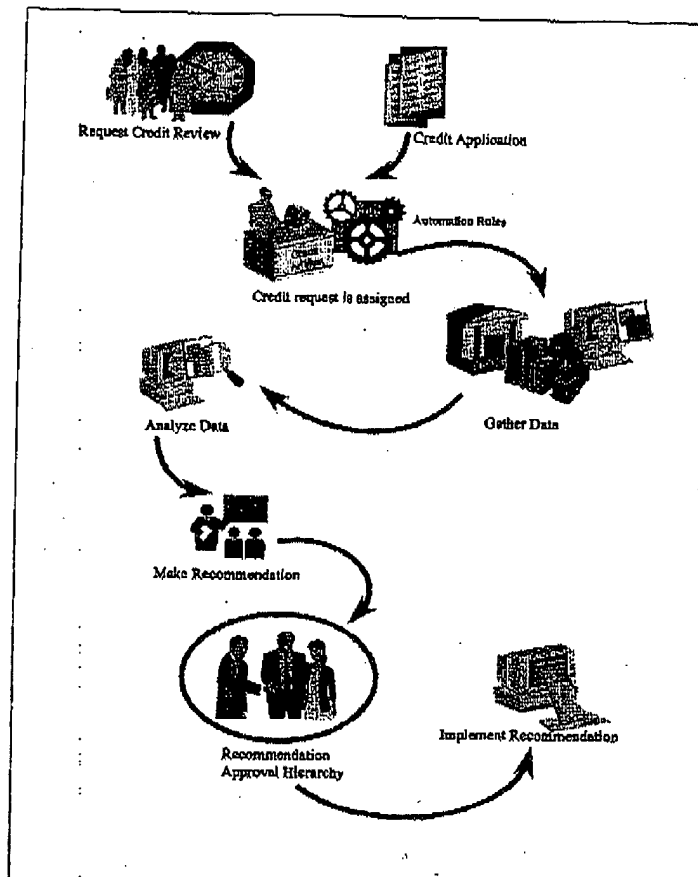 Request Credit Review
Credit Application
Automation Rules
Credit request is assigned
Analyze Data
Gather Data
Make Recommendation
Implement Recommendation
Recommendation
Approval Hierarchy